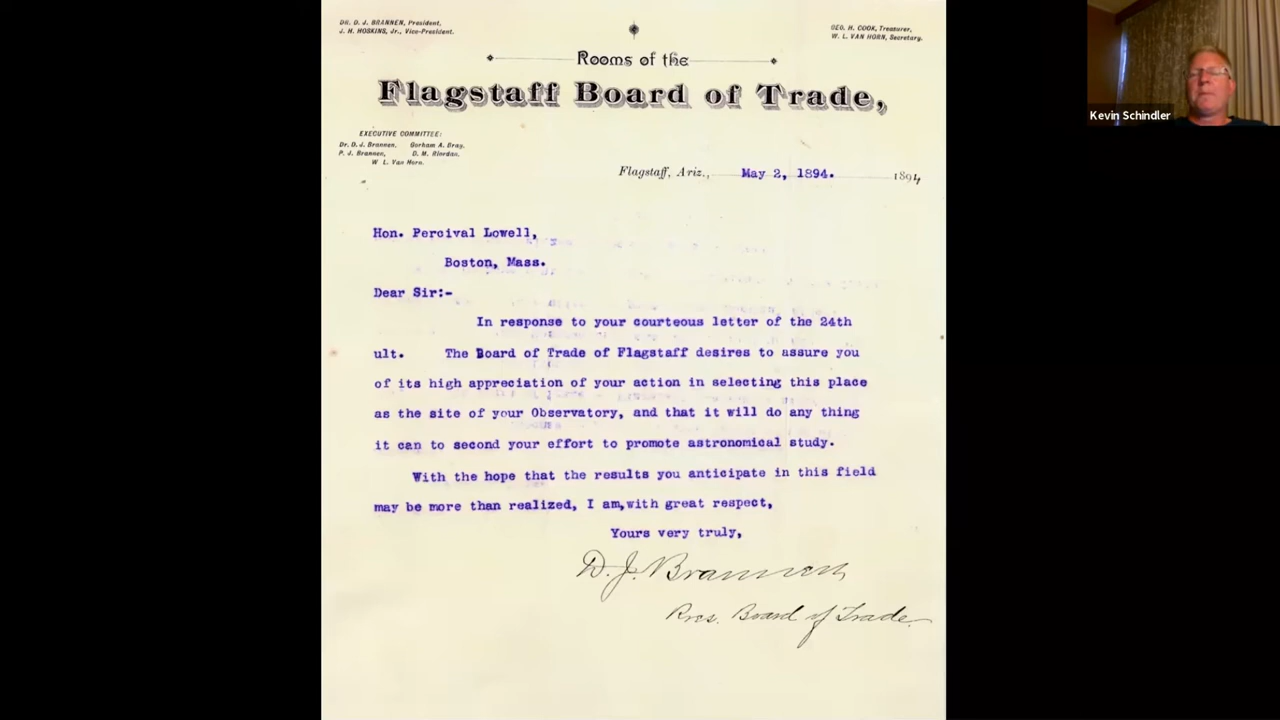 DR. D. J. BRANNEN, President,
J. H. HOSKINS, Jr., Vice-President.
GEO. H. COOK, Treasurer,
W. L. VAN HORN, Secretary.
Rooms of the
Flagstaff Board of Trade,
EXECUTIVE COMMITTEE:
Dr. D. J. Brannen, Gorham A. Bray,
P. J. Brannen, D. M. Riordan,
W. L. Van Horn.
Flagstaff, Ariz., May 2, 1894. 1894
Hon. Percival Lowell,
Boston, Mass.
Dear Sir:-
In response to your courteous letter of the 24th
ult. The Board of Trade of Flagstaff desires to assure you
of its high appreciation of your action in selecting this place
as the site of your Observatory, and that it will do any thing
it can to second your effort to promote astronomical study.
With the hope that the results you anticipate in this field
may be more than realized, I am,with great respect,
Yours very truly,
D. J. Brannen
Pres. Board of Trade.
Kevin Schindler